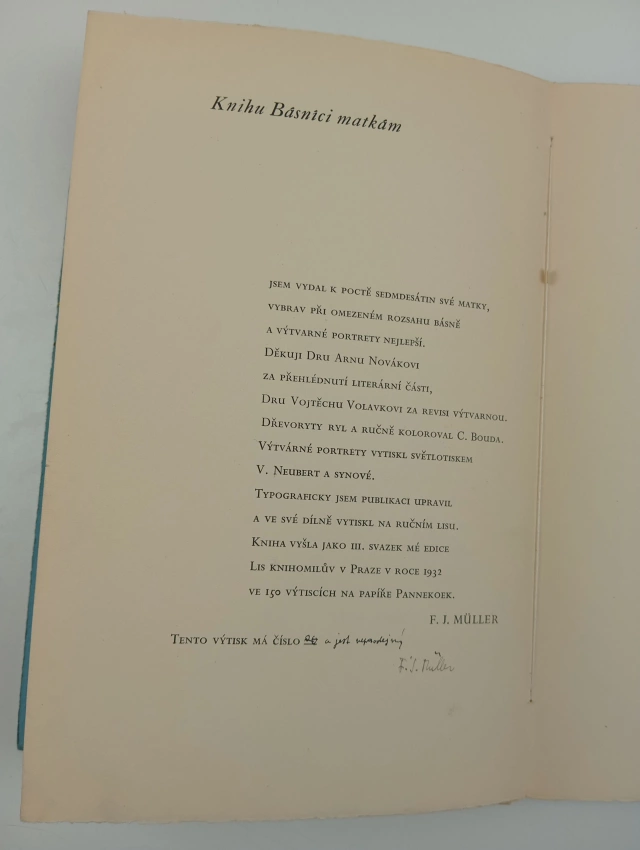 Knihu Básníci matkám
JSEM VYDAL K POCTĚ SEDMDESÁTIN SVÉ MATKY,
VYBRAV PŘI OMEZENÉM ROZSAHU BÁSNĚ
A VÝTVARNÉ PORTRETY NEJLEPŠÍ.
DĚKUJI DRU ARNU NOVÁKOVI
ZA PŘEHLÉDNUTÍ LITERÁRNÍ ČÁSTI,
DRU VOJTĚCHU VOLAVKOVI ZA REVISI VÝTVARNOU.
DŘEVORYTY RYL A RUČNĚ KOLOROVAL C. BOUDA.
VÝTVÁRNÉ PORTRETY VYTISKL SVĚTLOTISKEM
V. NEUBERT A SYNOVÉ.
TYPOGRAFICKY JSEM PUBLIKACI UPRAVIL
A VE SVÉ DÍLNĚ VYTISKL NA RUČNÍM LISU.
KNIHA VYŠLA JAKO III. SVAZEK MÉ EDICE
LIS KNIHOMILŮV V PRAZE V ROCE 1932
VE 150 VÝTISCÍCH NA PAPÍŘE PANNEKOEK.
F. J. MÜLLER
TENTO VÝTISK MÁ ČÍSLO a jest neprodejný
F. J. Müller